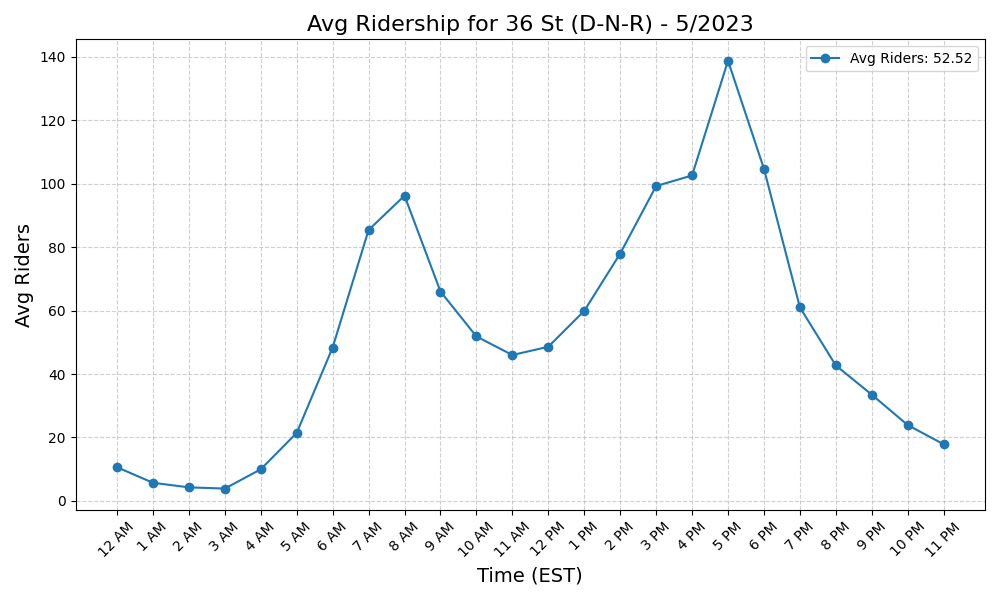 Avg Ridership for 36 St (D-N-R) - 5/2023
Avg Riders: 52.52
Avg Riders
140
120
100
80
60
40
20
0
12 AM
1 AM
2 AM
3 AM
4 AM
5 AM
6 AM
7 AM
8 AM
9 AM
10 AM
11 AM
12 PM
1 PM
2 PM
3 PM
4 PM
5 PM
6 PM
7 PM
8 PM
9 PM
10 PM
11 PM
Time (EST)